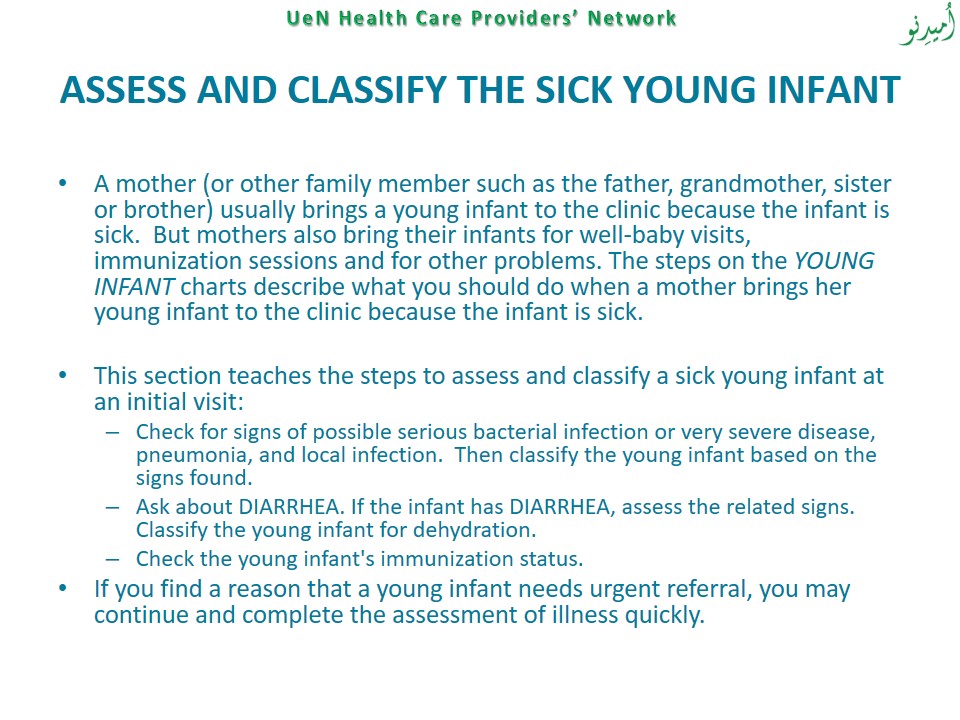 UeN Health Care Providers’ Network
اُمیدِنو
ASSESS AND CLASSIFY THE SICK YOUNG INFANT
• A mother (or other family member such as the father, grandmother, sister
or brother) usually brings a young infant to the clinic because the infant is
sick.  But mothers also bring their infants for well-baby visits,
immunization sessions and for other problems. The steps on the YOUNG
INFANT charts describe what you should do when a mother brings her
young infant to the clinic because the infant is sick.
• This section teaches the steps to assess and classify a sick young infant at
an initial visit:
– Check for signs of possible serious bacterial infection or very severe disease,
pneumonia, and local infection.  Then classify the young infant based on the
signs found.
– Ask about DIARRHEA. If the infant has DIARRHEA, assess the related signs.
Classify the young infant for dehydration.
– Check the young infant's immunization status.
• If you find a reason that a young infant needs urgent referral, you may
continue and complete the assessment of illness quickly.